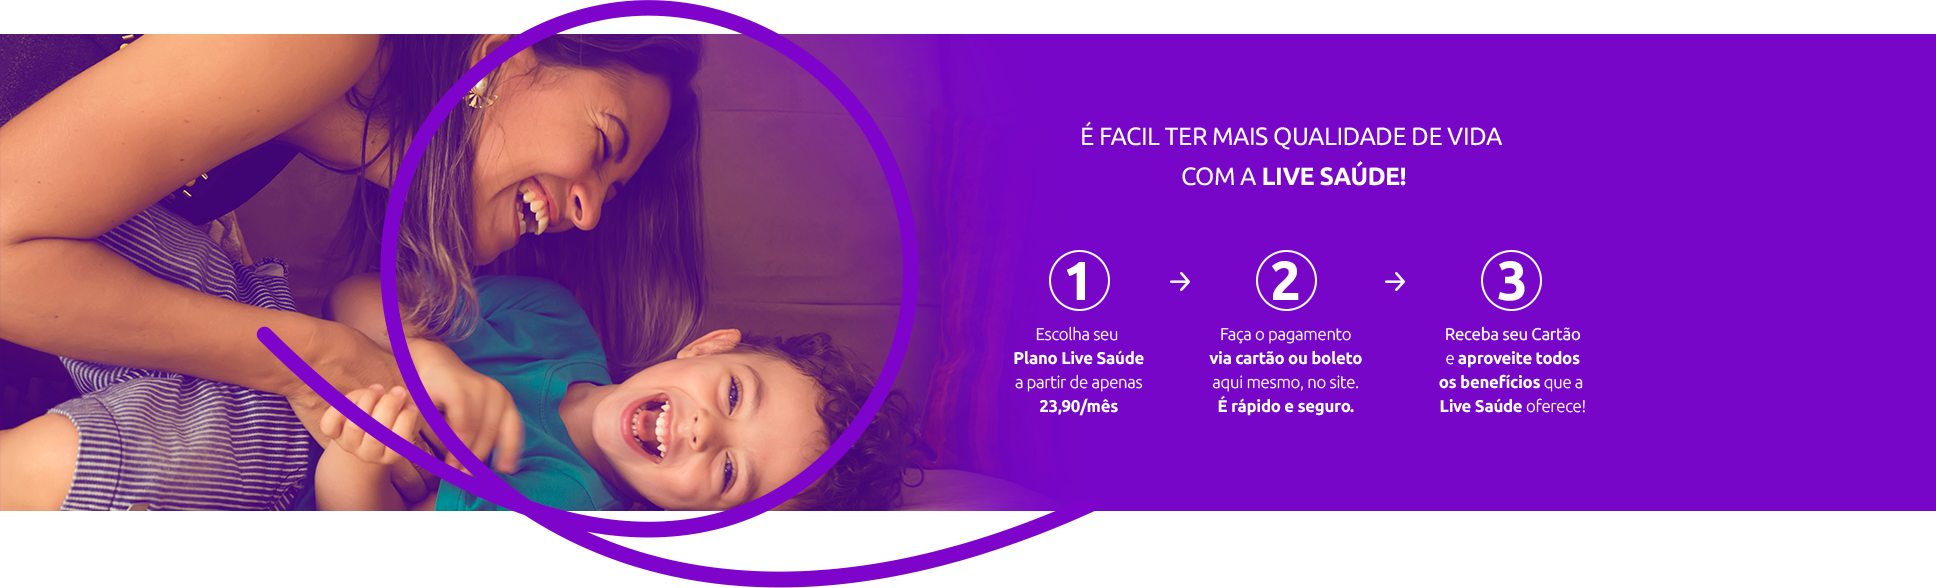 É FACIL TER MAIS QUALIDADE DE VIDA
COM A LIVE SAÚDE!
1
Escolha seu
Plano Live Saúde
a partir de apenas
23,90/mês
2
Faça o pagamento
via cartão ou boleto
aqui mesmo, no site.
É rápido e seguro.
3
Receba seu Cartão
e aproveite todos
os benefícios que a
Live Saúde oferece!